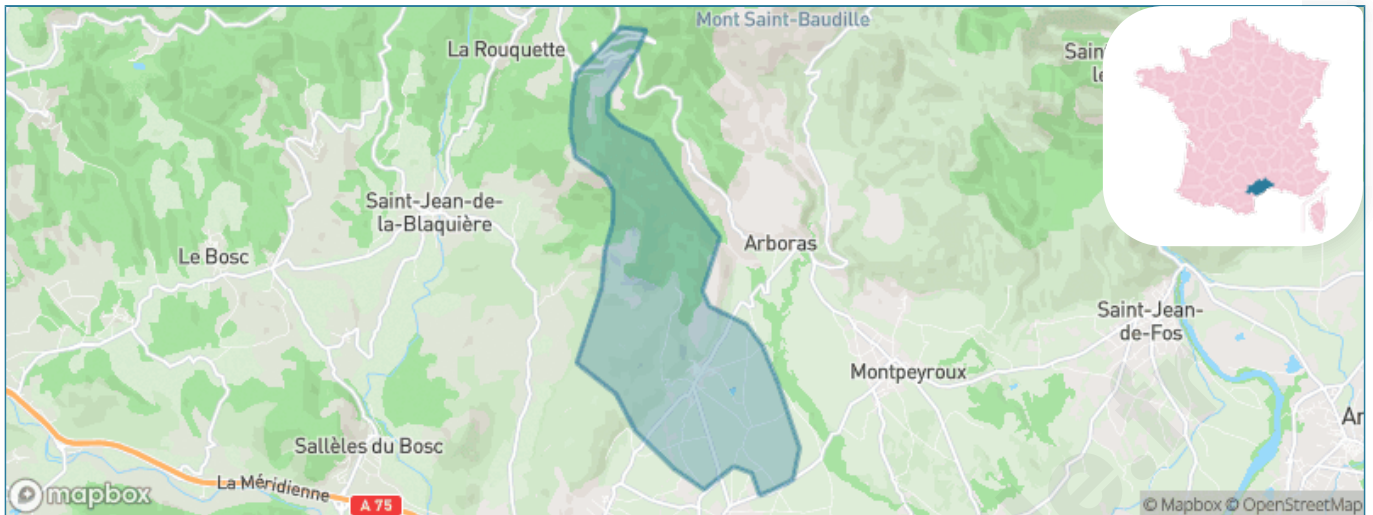 Mont Saint-Baudille
La Rouquette
Saint-Jean-de-
la-Blaquière
Le Bosc
Arboras
Saint-Jean-
de-Fos
Montpeyroux
Sallèles du Bosc
La Méridienne
A 75
mapbox
© Mapbox © OpenStreetMap